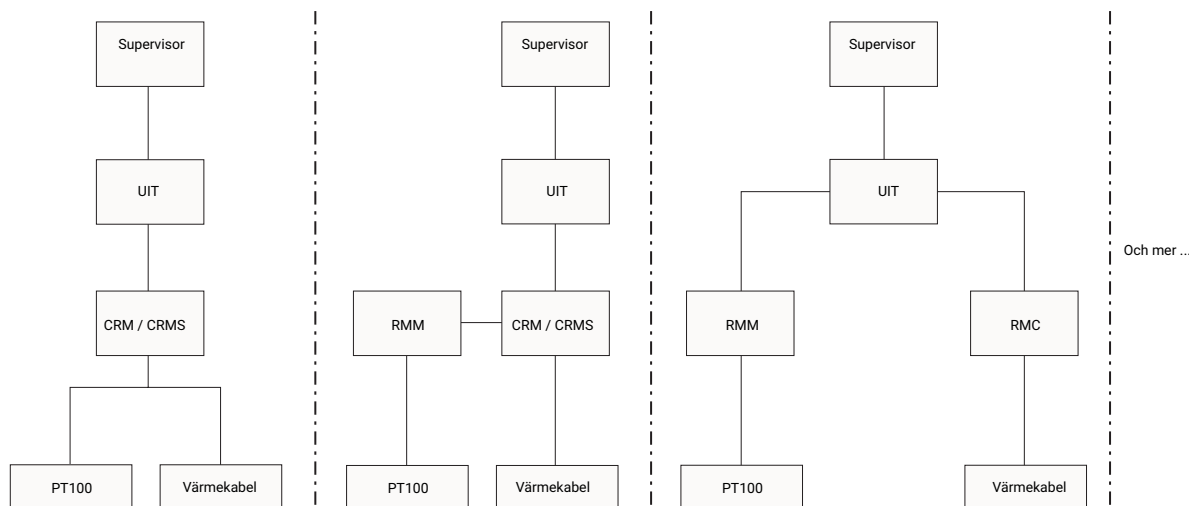 Supervisor
UIT
CRM / CRMS
PT100
Värmekabel
Supervisor
UIT
RMM
CRM / CRMS
PT100
Värmekabel
Supervisor
UIT
RMM
RMC
PT100
Värmekabel
Och mer ...